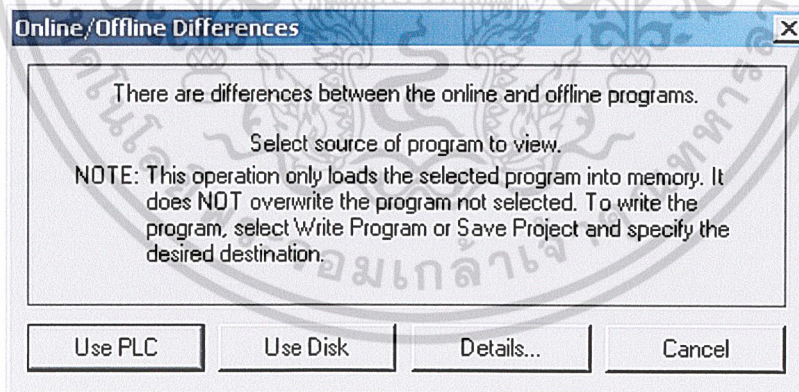 Online/Offline Differences
There are differences between the online and offline programs.
Select source of program to view.
NOTE: This operation only loads the selected program into memory. It
does NOT overwrite the program not selected. To write the
program, select Write Program or Save Project and specify the
desired destination.
Use PLC
Use Disk
Details...
Cancel